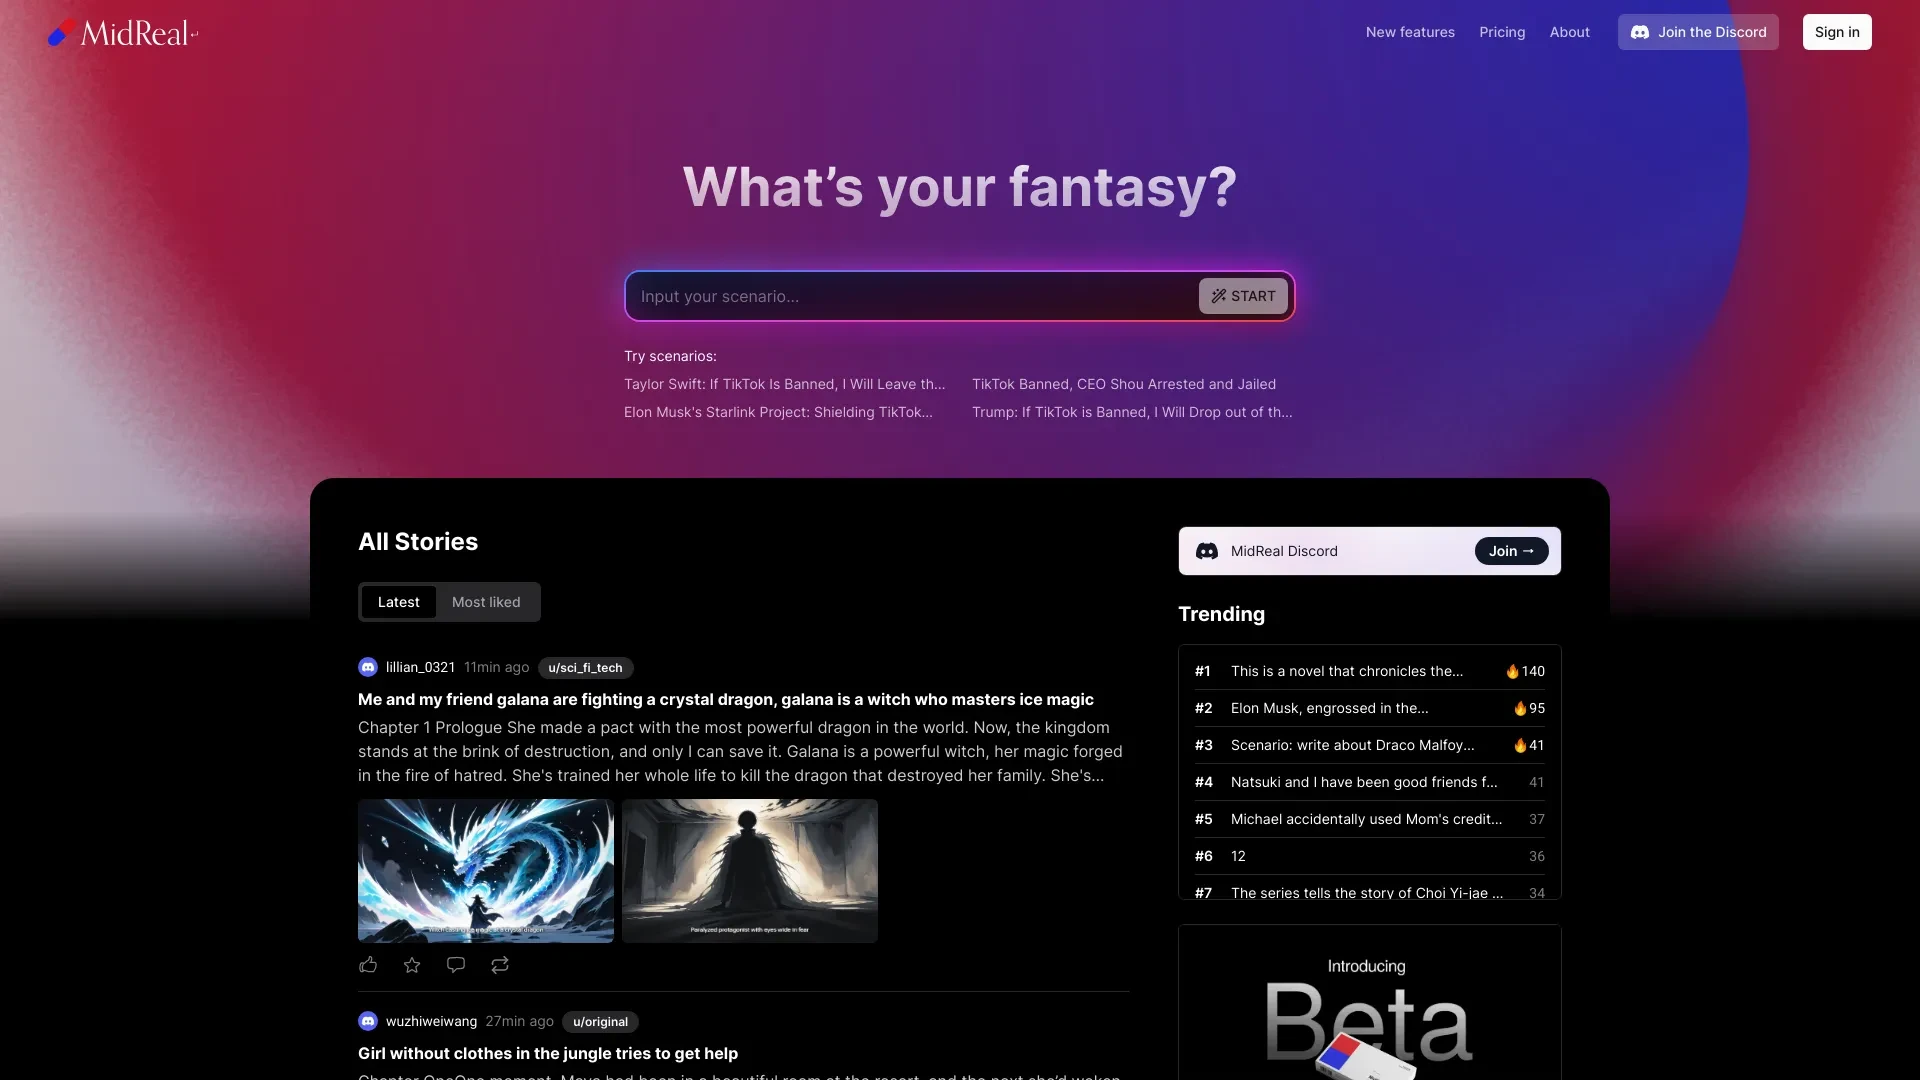 MidReal
New features
Pricing
About
Join the Discord
Sign in
What’s your fantasy?
Input your scenario...
START
Try scenarios:
Taylor Swift: If TikTok Is Banned, I Will Leave th...
TikTok Banned, CEO Shou Arrested and Jailed
Elon Musk's Starlink Project: Shielding TikTok...
Trump: If TikTok is Banned, I Will Drop out of th...
All Stories
Latest
Most liked
lillian_0321 11min ago u/sci_fi_tech
Me and my friend galana are fighting a crystal dragon, galana is a witch who masters ice magic
Chapter 1 Prologue She made a pact with the most powerful dragon in the world. Now, the kingdom
stands at the brink of destruction, and only I can save it. Galana is a powerful witch, her magic forged
in the fire of hatred. She's trained her whole life to kill the dragon that destroyed her family. She's...
Paralyzed protagonist with eyes wide in fear
wuzhiweiwang 27min ago u/original
Girl without clothes in the jungle tries to get help
MidReal Discord
Join →
Trending
#1 This is a novel that chronicles the... 🔥140
#2 Elon Musk, engrossed in the... 🔥95
#3 Scenario: write about Draco Malfoy... 🔥41
#4 Natsuki and I have been good friends f... 41
#5 Michael accidentally used Mom's credit... 37
#6 12 36
#7 The series tells the story of Choi Yi-jae ... 34
Introducing
Beta